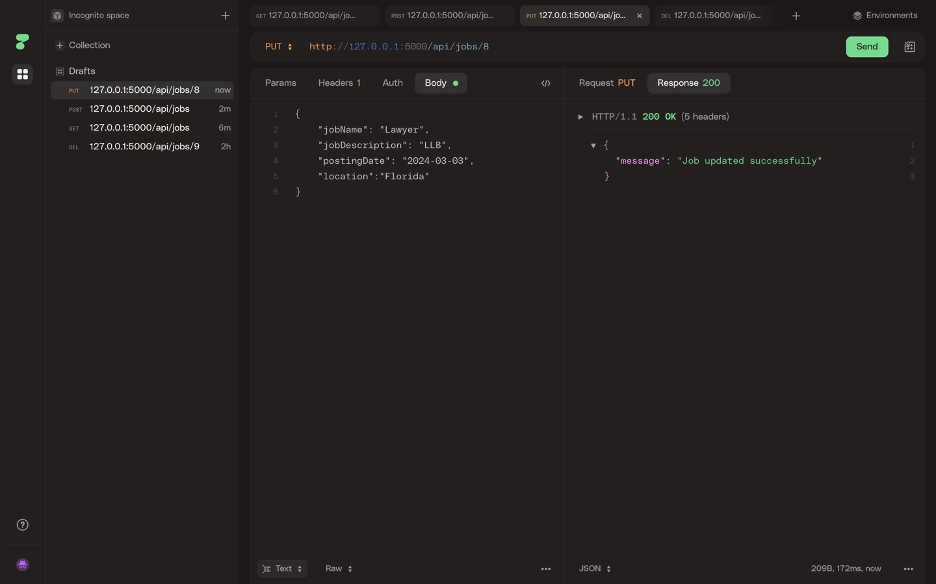 Incognito space
Collection
Drafts
PUT 127.0.0.1:5000/api/jobs/8 now
POST 127.0.0.1:5000/api/jobs 2m
GET 127.0.0.1:5000/api/jobs 6m
DEL 127.0.0.1:5000/api/jobs/9 2h
GET 127.0.0.1:5000/api/jo...
POST 127.0.0.1:5000/api/jo...
PUT 127.0.0.1:5000/api/jo...
DEL 127.0.0.1:5000/api/jo...
Environments
PUT http://127.0.0.1:5000/api/jobs/8
Send
Params Headers 1 Auth Body
1 {
2 "jobName": "Lawyer",
3 "jobDescription": "LLB",
4 "postingDate": "2024-03-03",
5 "location":"Florida"
6 }
Text Raw
Request PUT Response 200
HTTP/1.1 200 OK (5 headers)
{ 1
"message": "Job updated successfully" 2
} 3
JSON 209B, 172ms, now